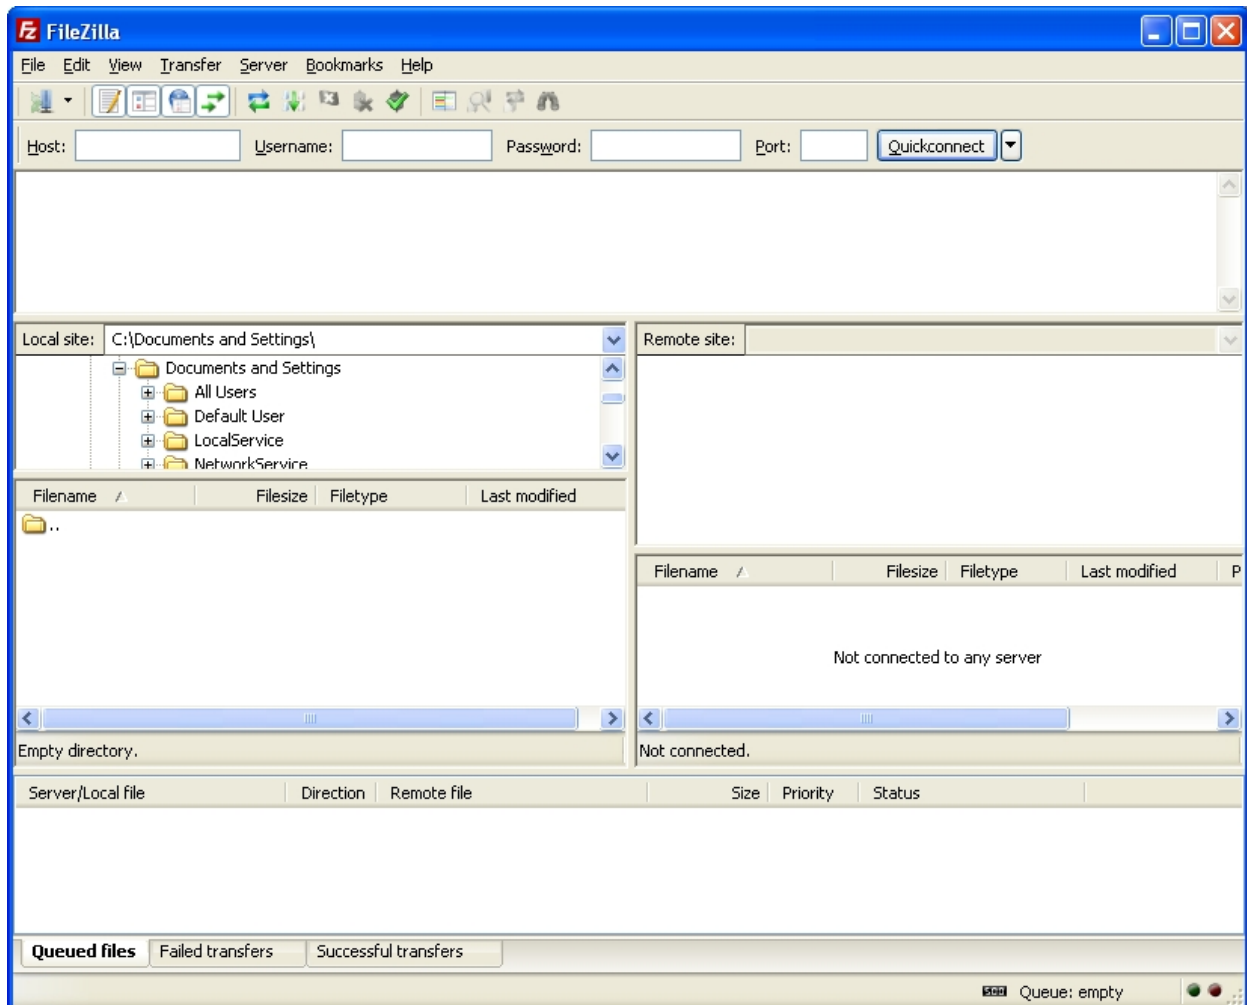 FileZilla
File Edit View Transfer Server Bookmarks Help
Host: Username: Password: Port: Quickconnect
Local site: C:\Documents and Settings\
Documents and Settings
All Users
Default User
LocalService
NetworkService
Filename Filesize Filetype Last modified
..
Empty directory.
Remote site:
Filename Filesize Filetype Last modified P
Not connected to any server
Not connected.
Server/Local file Direction Remote file Size Priority Status
Queued files Failed transfers Successful transfers
Queue: empty